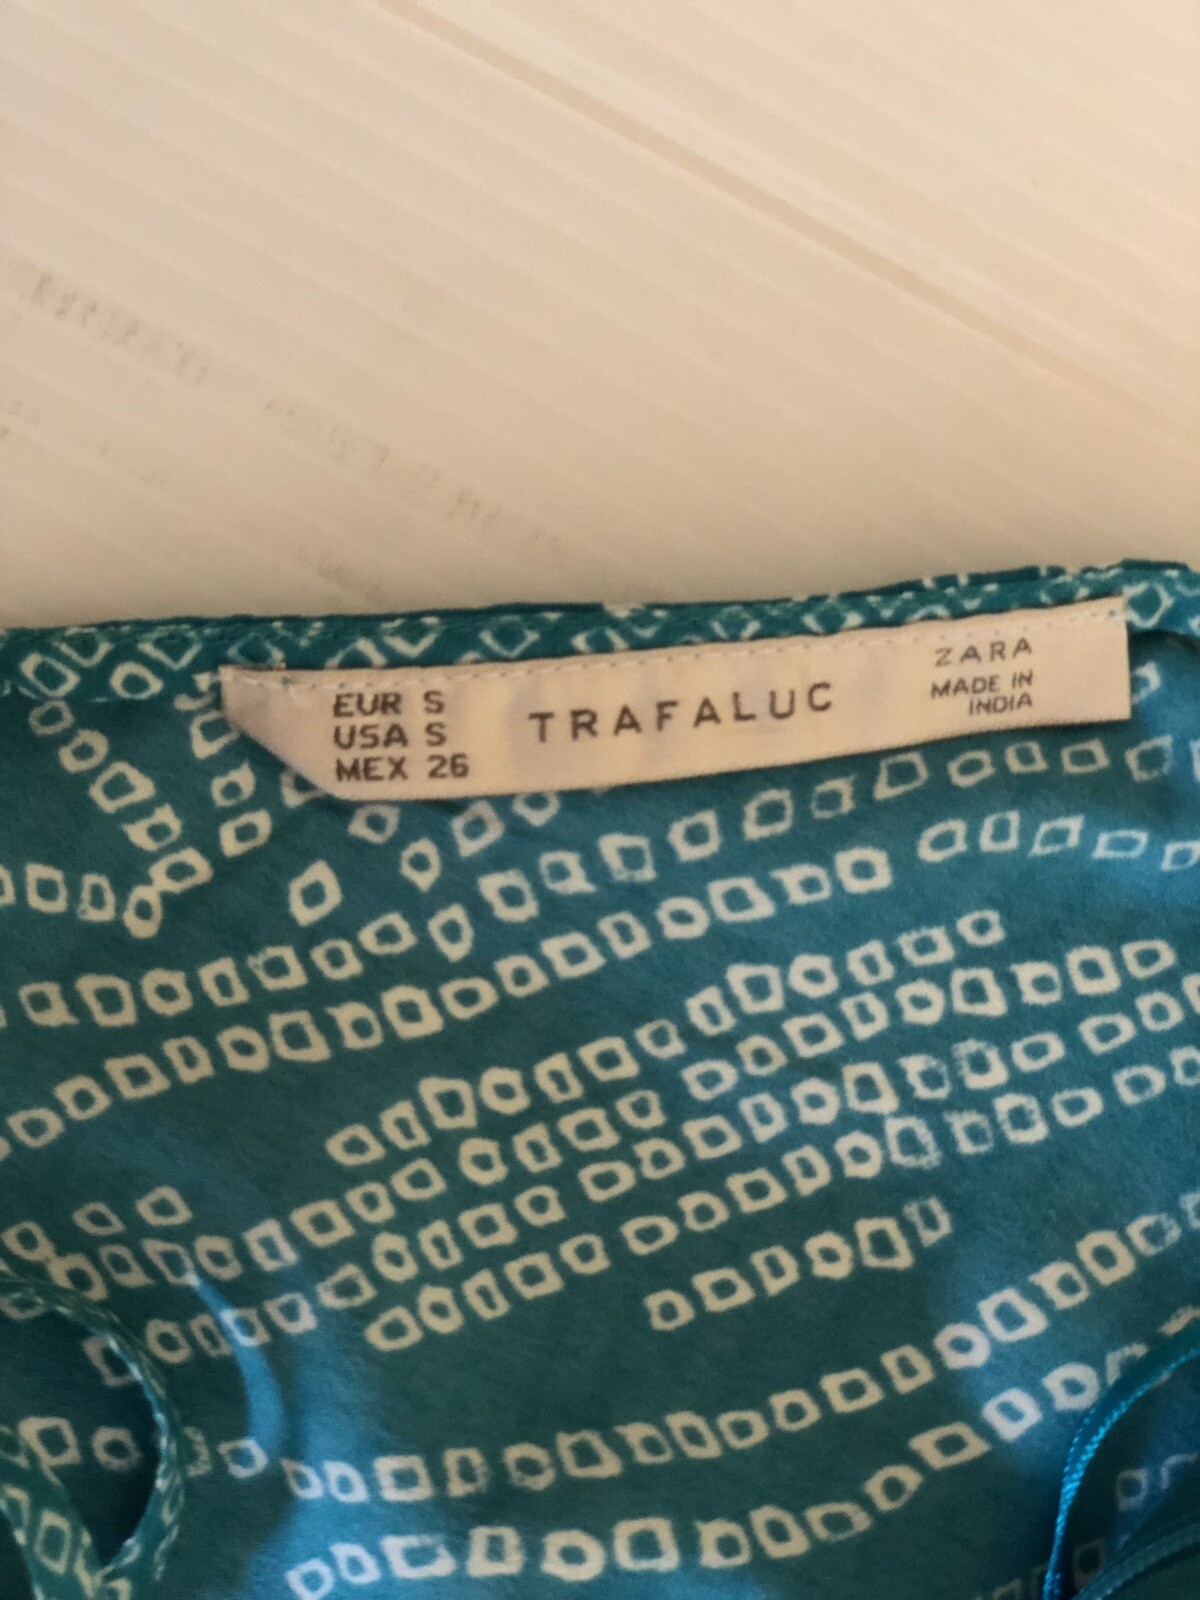 EUR S
USA S
MEX 26
TRAFALUC
ZARA
MADE IN
INDIA